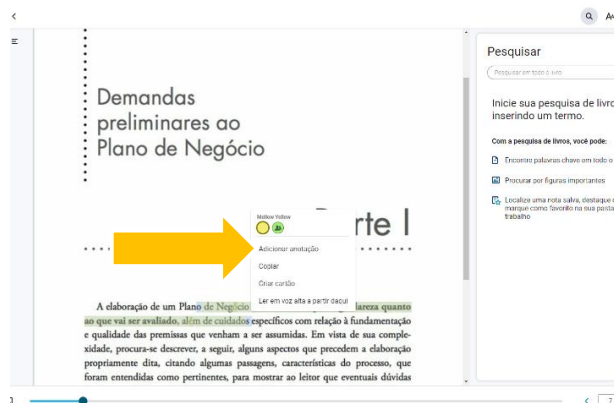 Pesquisar
Pesquisar em todo o livro
Inicie sua pesquisa de livro
inserindo um termo.
Com a pesquisa de livros, você pode:
Encontre palavras chave em todo o
Procurar por figuras importantes
Localize uma nota salva, destaque
marque como favorito na sua pasta
trabalho
Demandas
preliminares ao
Plano de Negócio
rte I
Mellow Yellow
Adicionar anotação
Copiar
Criar cartão
Ler em voz alta a partir daqui
A elaboração de um Plano de Negócio lareza quanto
ao que vai ser avaliado, além de cuidados específicos com relação à fundamentação
e qualidade das premissas que venham a ser assumidas. Em vista de sua comple-
xidade, procura-se descrever, a seguir, alguns aspectos que precedem a elaboração
propriamente dita, citando algumas passagens, características do processo, que
foram entendidas como pertinentes, para mostrar ao leitor que eventuais dúvidas
7